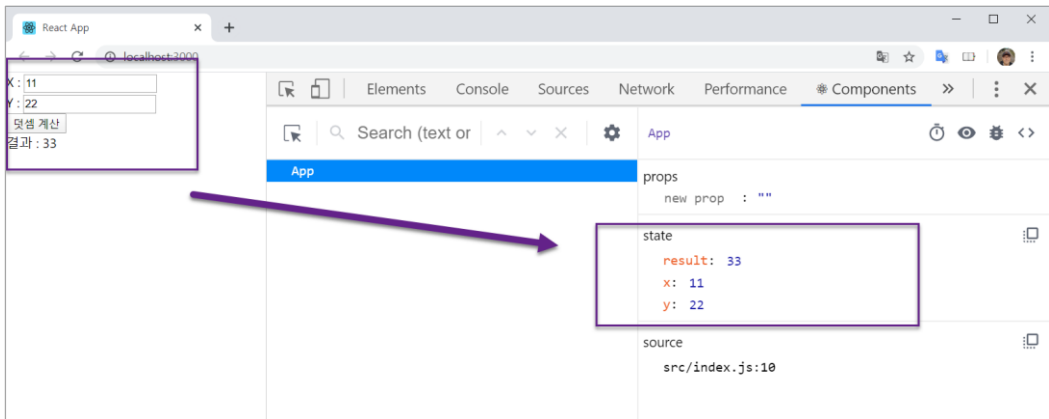 React App
localhost:3000
X : 11
Y : 22
덧셈 계산
결과 : 33
Elements Console Sources Network Performance Components »
Search (text or
App
App
props
new prop : ""
state
result: 33
x: 11
y: 22
source
src/index.js:10